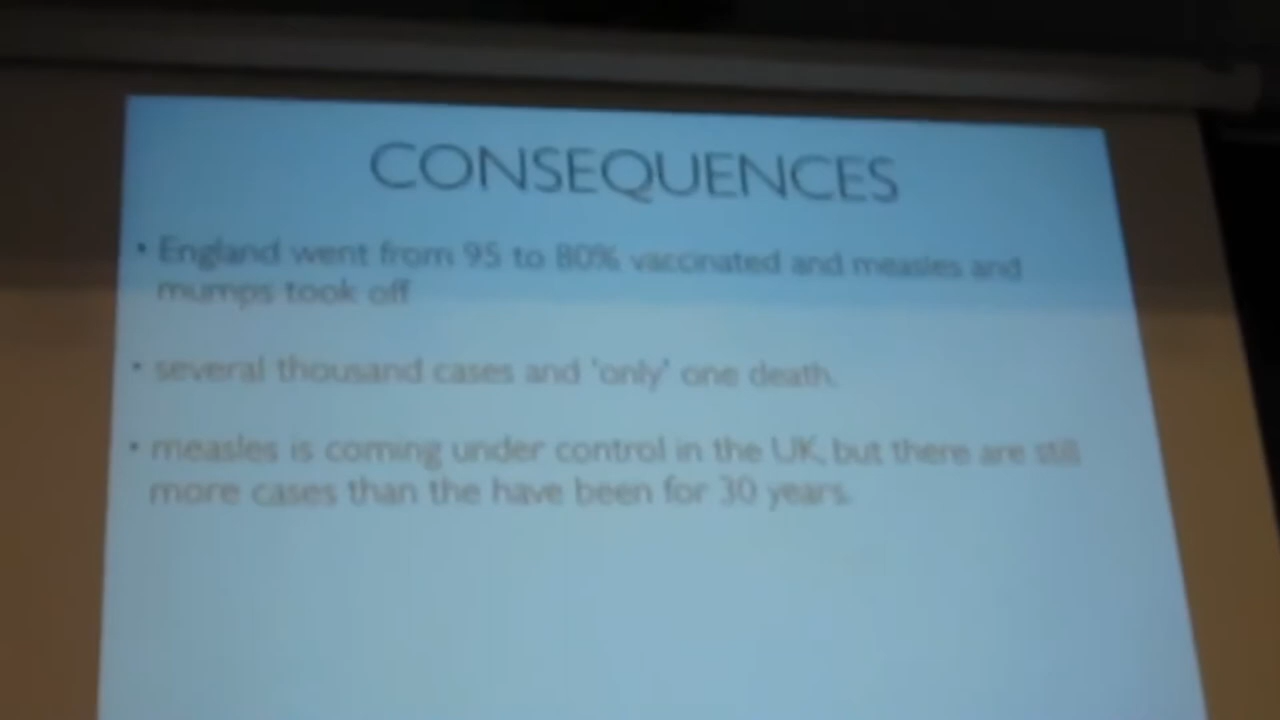 CONSEQUENCES
• England went from 95 to 80% vaccinated and measles and
mumps took off
• several thousand cases and 'only' one death.
• measles is coming under control in the UK, but there are still
more cases than the have been for 30 years.